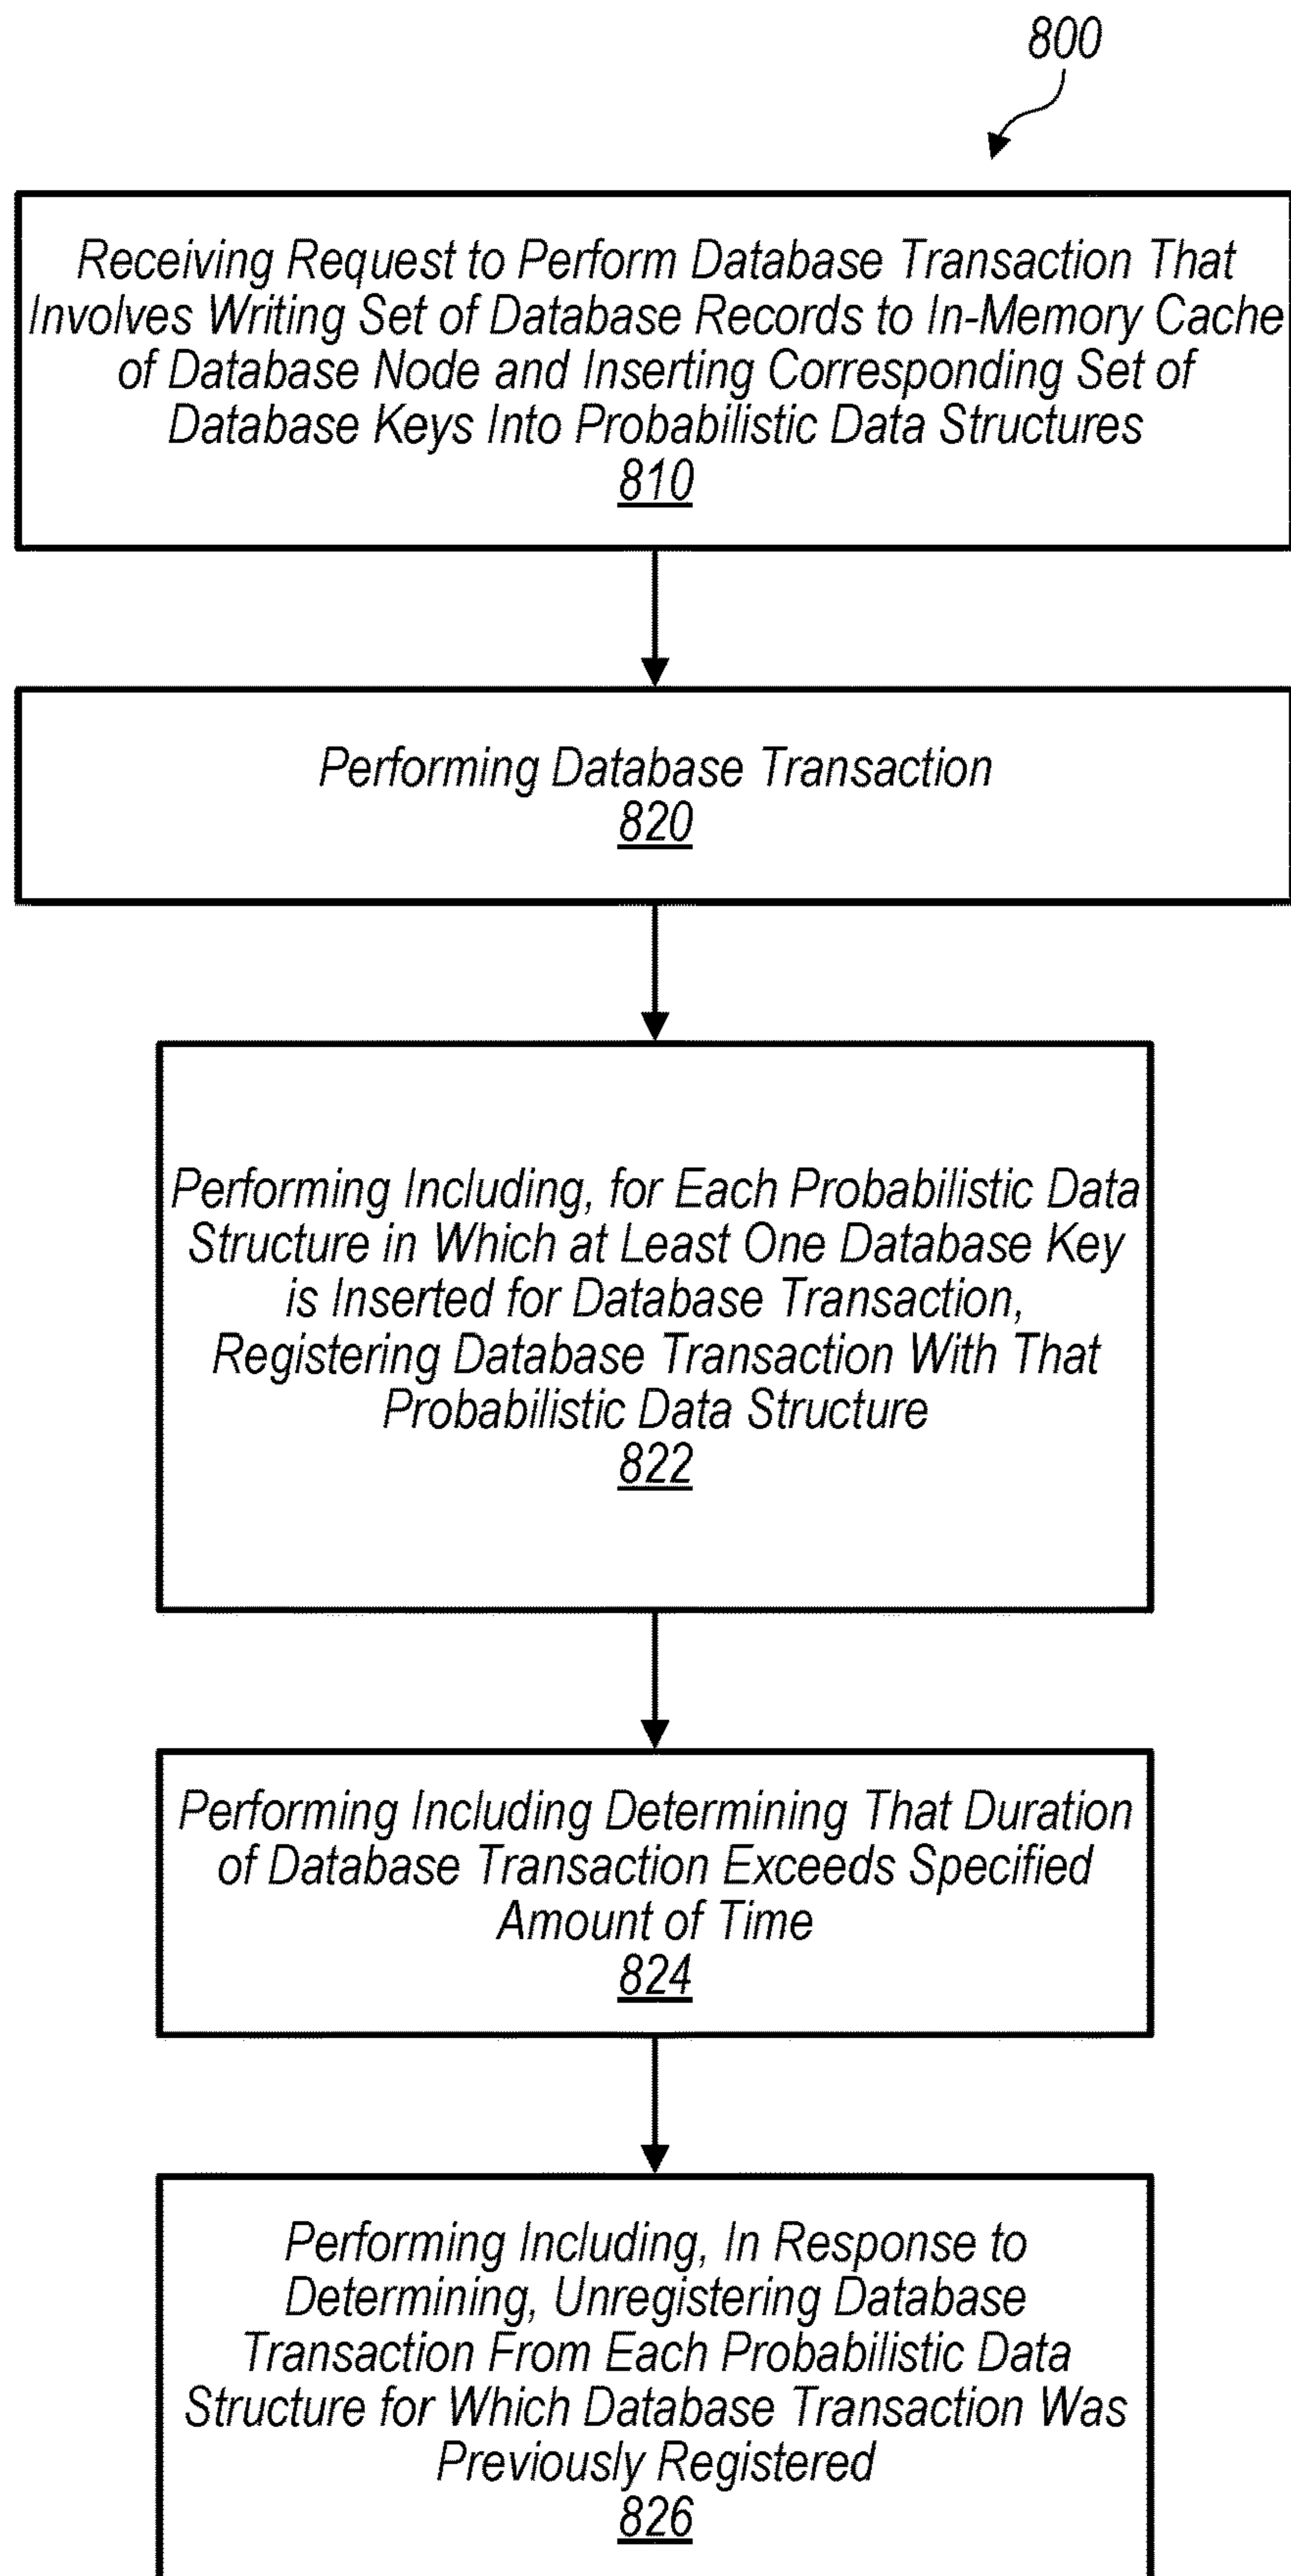 800
Receiving Request to Perform Database Transaction That
Involves Writing Set of Database Records to In-Memory Cache
of Database Node and Inserting Corresponding Set of
Database Keys Into Probabilistic Data Structures
810
Performing Database Transaction
820
Performing Including, for Each Probabilistic Data
Structure in Which at Least One Database Key
is Inserted for Database Transaction,
Registering Database Transaction With That
Probabilistic Data Structure
822
Performing Including Determining That Duration
of Database Transaction Exceeds Specified
Amount of Time
824
Performing Including, In Response to
Determining, Unregistering Database
Transaction From Each Probabilistic Data
Structure for Which Database Transaction Was
Previously Registered
826